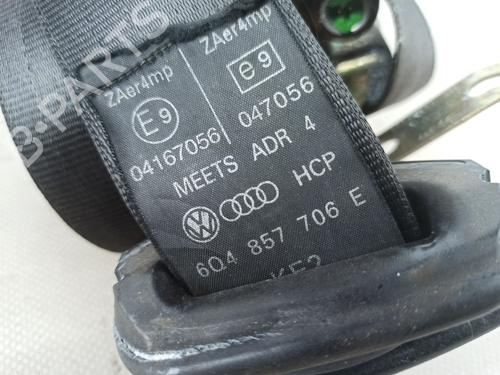 ZAer4mp
E9
04167056
ZAer4mp
e9
047056
MEETS ADR 4
HCP
6Q4 857 706 E
B-PARTS